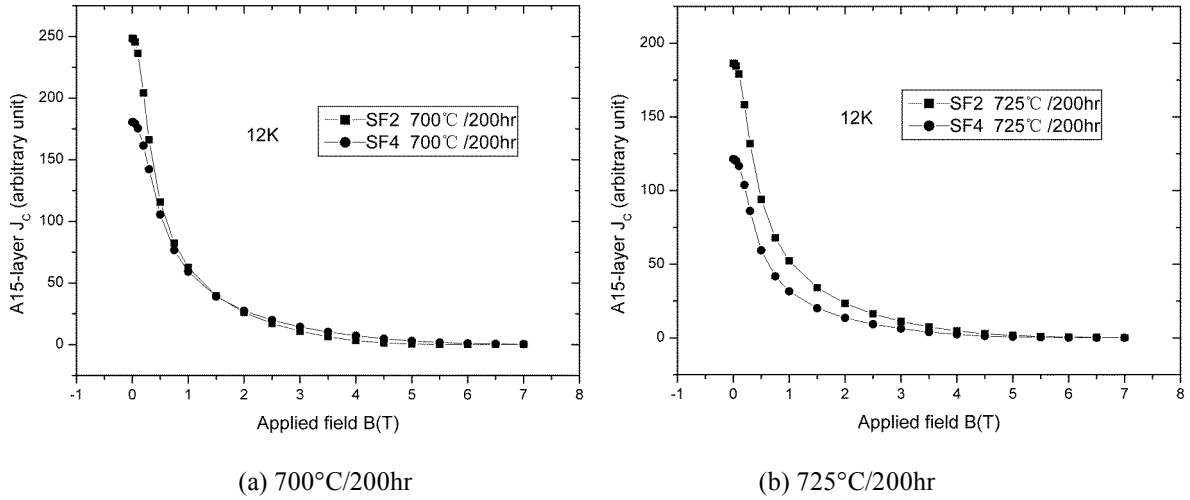 250
200
150
100
50
0
A15-layer J_C (arbitrary unit)
SF2 700℃ /200hr
SF4 700℃ /200hr
12K
-1 0 1 2 3 4 5 6 7 8
Applied field B(T)
(a) 700°C/200hr
200
150
100
50
0
A15-layer J_C (arbitrary unit)
SF2 725℃ /200hr
SF4 725℃ /200hr
12K
-1 0 1 2 3 4 5 6 7 8
Applied field B(T)
(b) 725°C/200hr